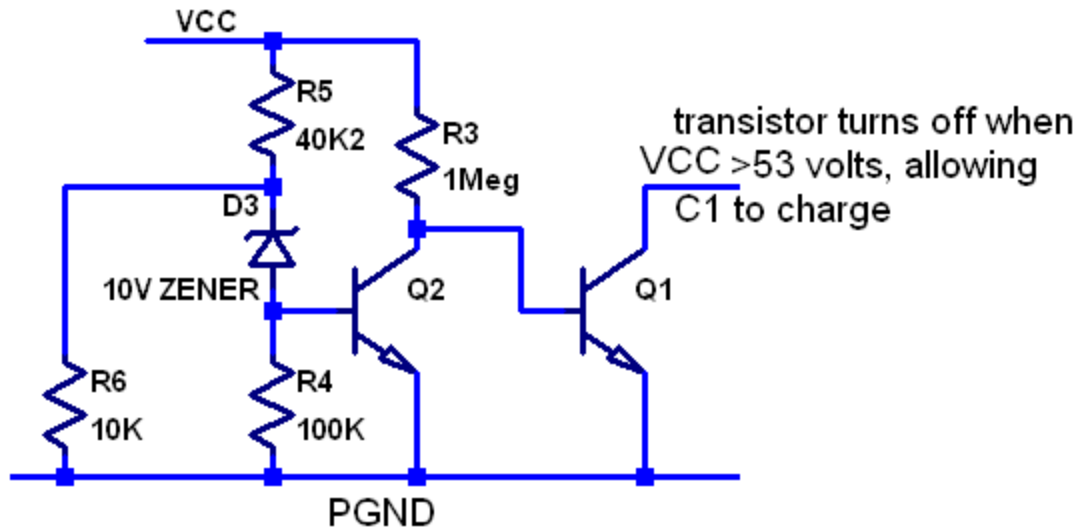 VCC
R5
40K2
R3
1Meg
transistor turns off when
VCC >53 volts, allowing
C1 to charge
D3
10V ZENER
Q2
Q1
R6
10K
R4
100K
PGND